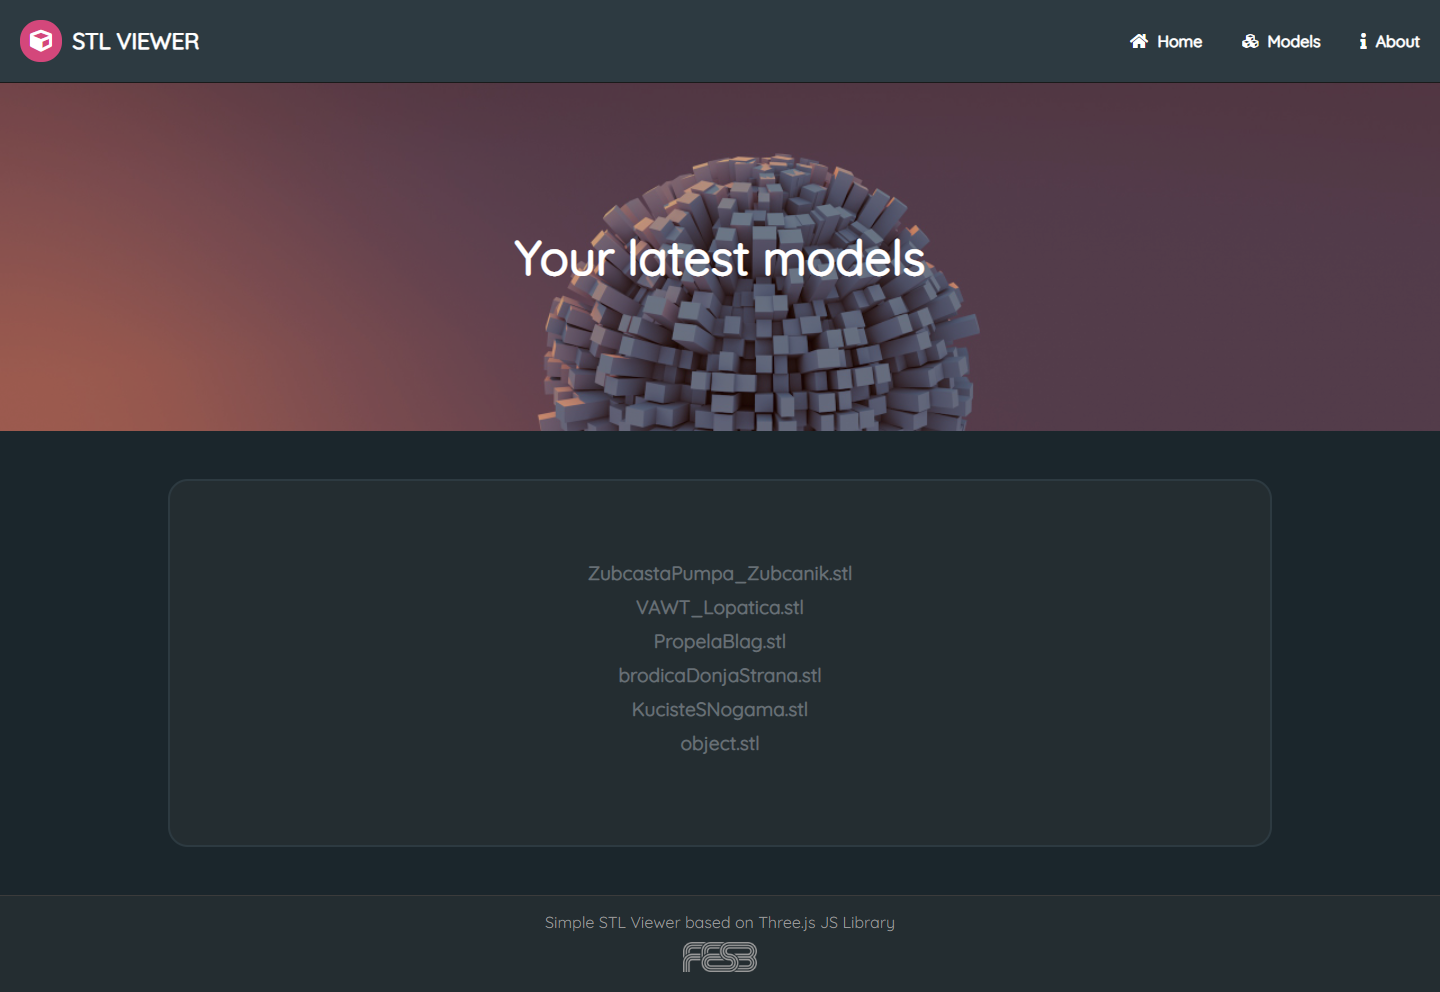 STL VIEWER
Home
Models
About
Your latest models
ZubcastaPumpa_Zubcanik.stl
VAWT_Lopatica.stl
PropelaBlag.stl
brodicaDonjaStrana.stl
KucisteSNogama.stl
object.stl
Simple STL Viewer based on Three.js JS Library
FESB